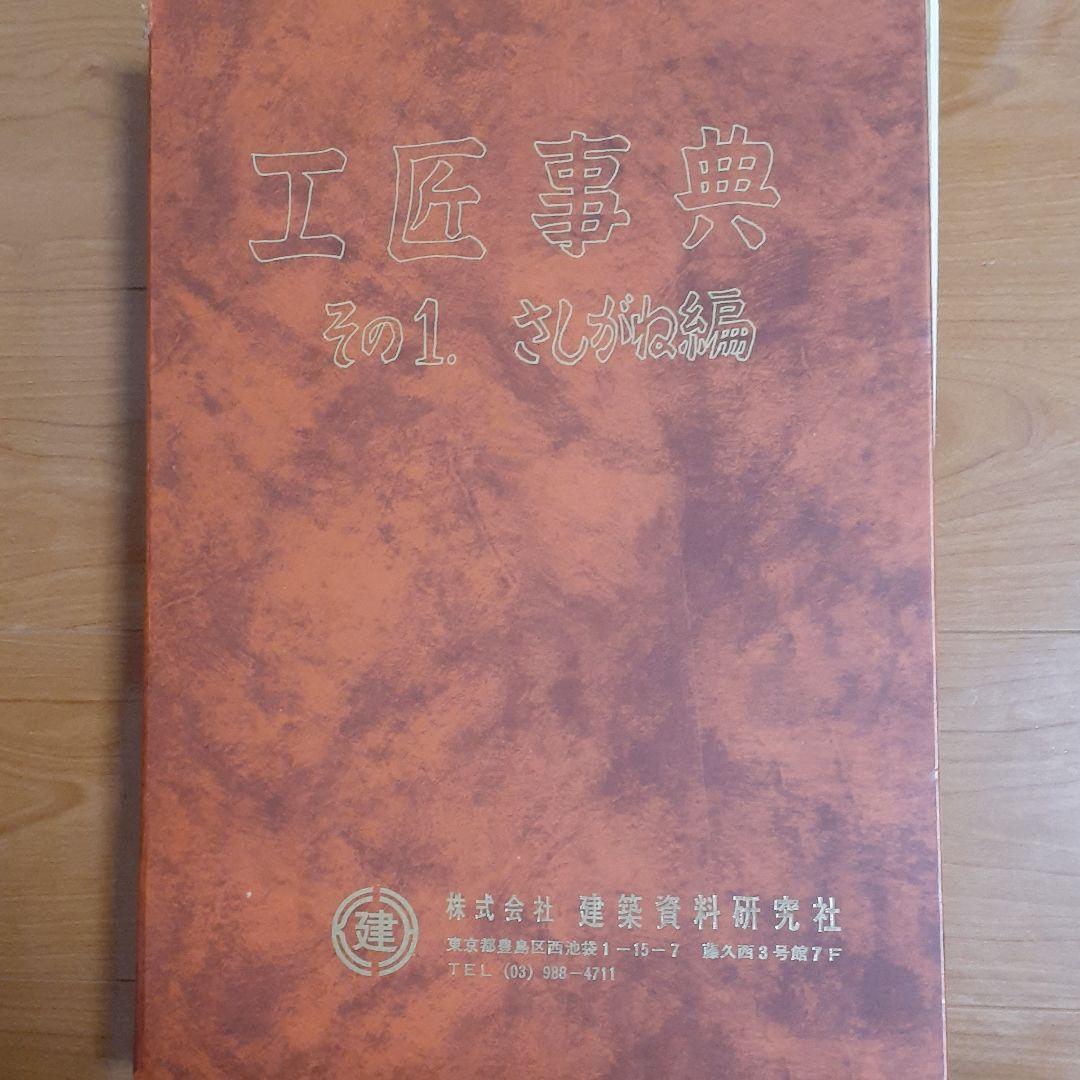 工匠事典
その1. さしがね編
建
株式会社 建築資料研究社
東京都豊島区西池袋1-15-7 藤久西3号館7F
TEL (03) 988-4711